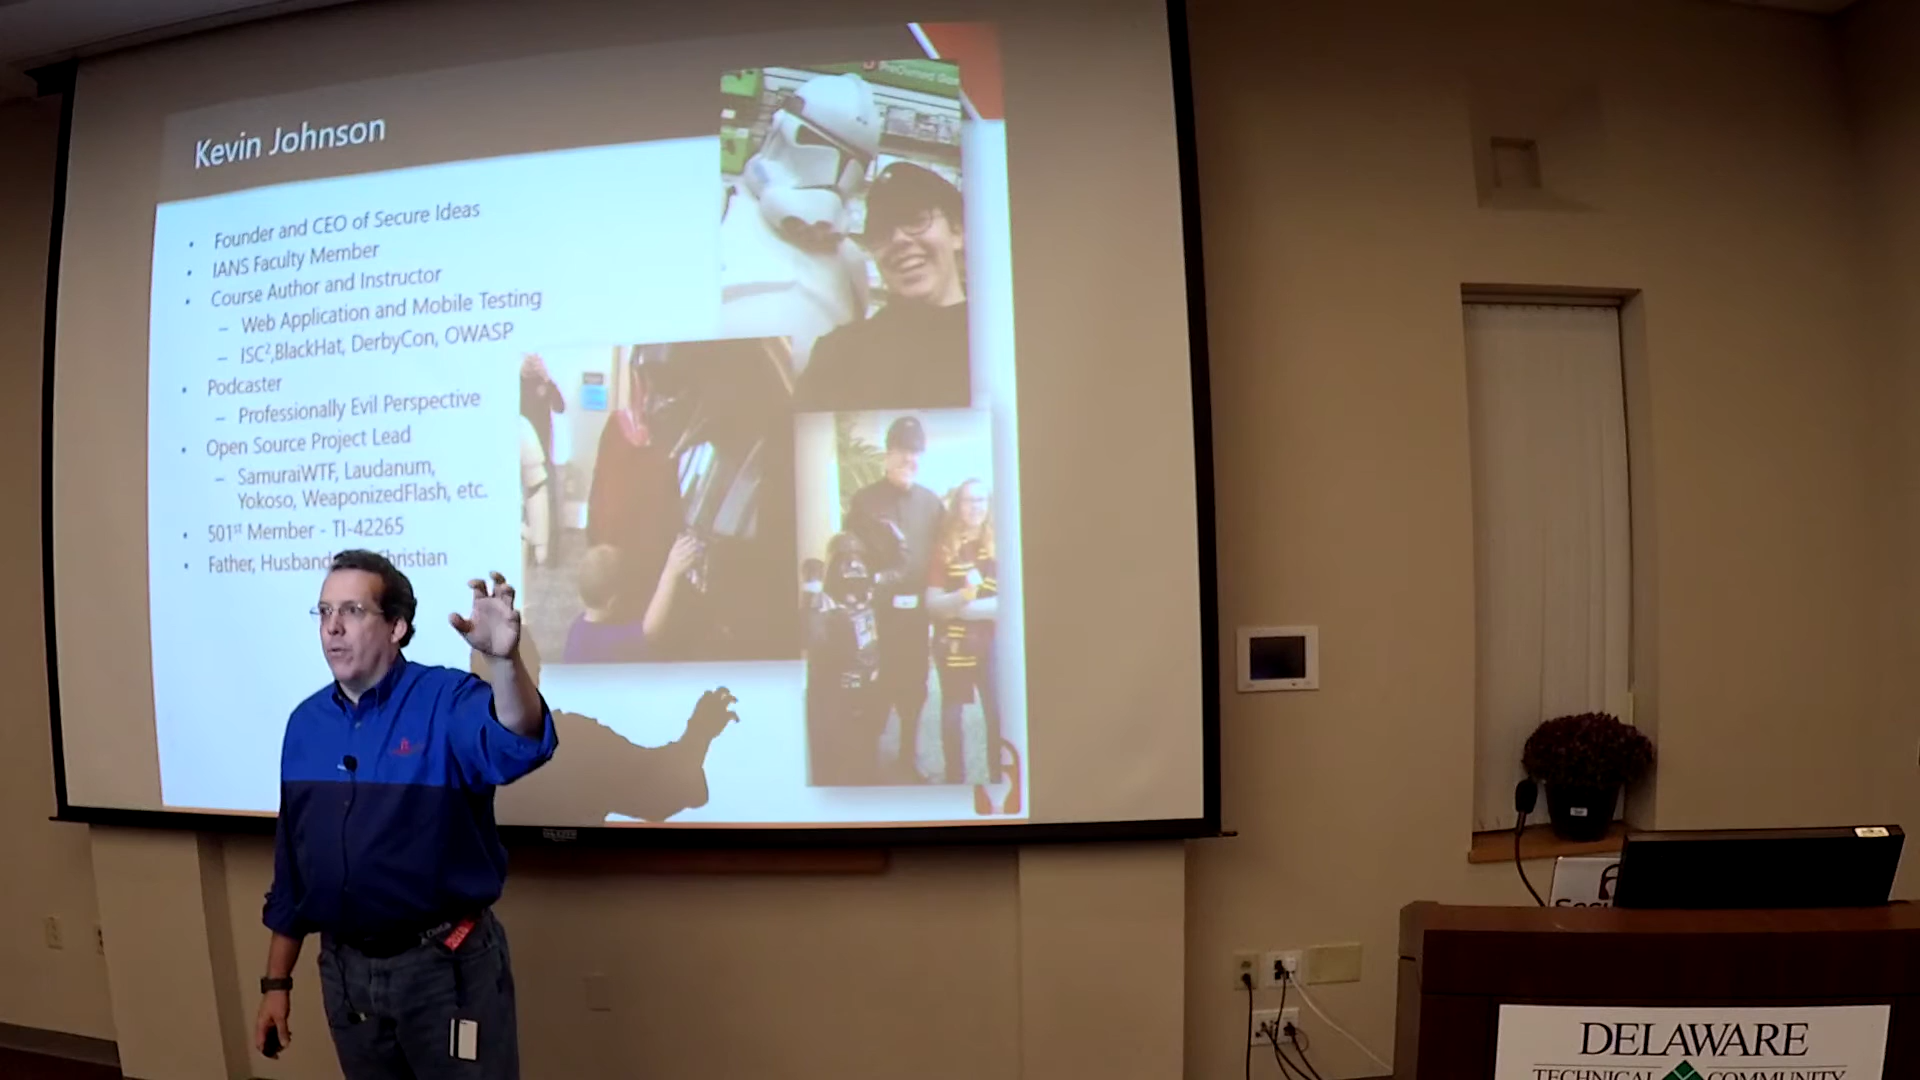 PreOwned
Kevin Johnson
• Founder and CEO of Secure Ideas
• IANS Faculty Member
• Course Author and Instructor
– Web Application and Mobile Testing
– ISC²,BlackHat, DerbyCon, OWASP
• Podcaster
– Professionally Evil Perspective
• Open Source Project Lead
– SamuraiWTF, Laudanum,
Yokoso, WeaponizedFlash, etc.
• 501st Member - TI-42265
• Father, Husband Christian
DELAWARE
TECHNICAL COMMUNITY